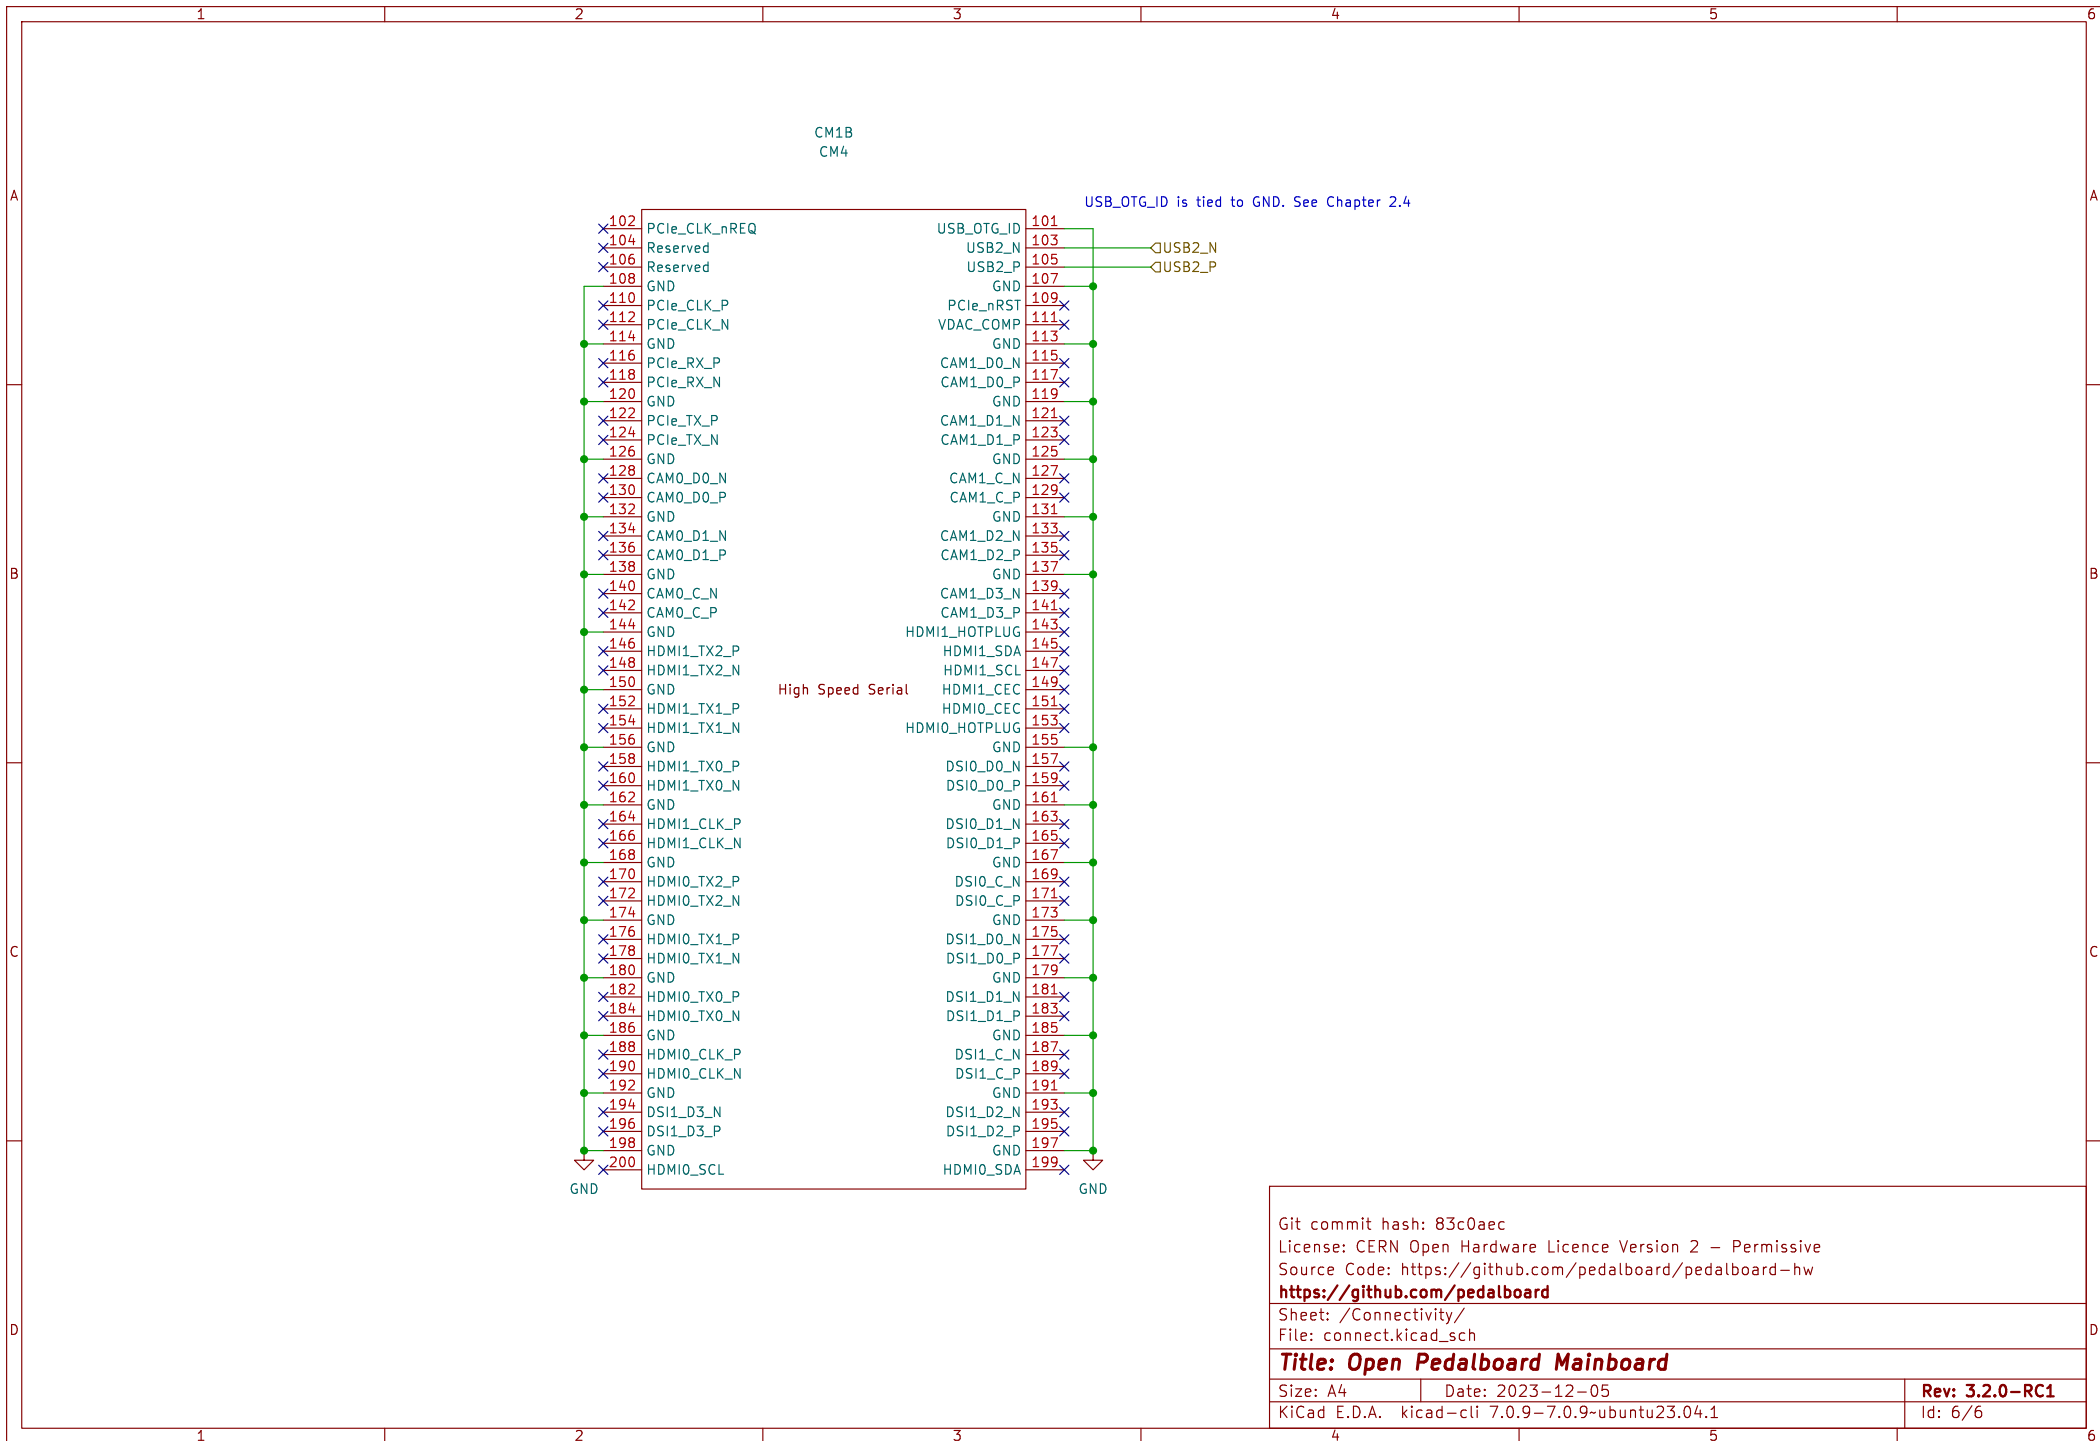 1 2 3 4 5 6
CM1B
CM4
A A
USB_OTG_ID is tied to GND. See Chapter 2.4
102 PCIe_CLK_nREQ USB_OTG_ID 101
104 Reserved USB2_N 103 USB2_N
106 Reserved USB2_P 105 USB2_P
108 GND GND 107
110 PCIe_CLK_P PCIe_nRST 109
112 PCIe_CLK_N VDAC_COMP 111
114 GND GND 113
116 PCIe_RX_P CAM1_D0_N 115
118 PCIe_RX_N CAM1_D0_P 117
120 GND GND 119
122 PCIe_TX_P CAM1_D1_N 121
124 PCIe_TX_N CAM1_D1_P 123
126 GND GND 125
128 CAM0_D0_N CAM1_C_N 127
130 CAM0_D0_P CAM1_C_P 129
132 GND GND 131
134 CAM0_D1_N CAM1_D2_N 133
136 CAM0_D1_P CAM1_D2_P 135
B 138 GND GND 137 B
140 CAM0_C_N CAM1_D3_N 139
142 CAM0_C_P CAM1_D3_P 141
144 GND HDMI1_HOTPLUG 143
146 HDMI1_TX2_P HDMI1_SDA 145
148 HDMI1_TX2_N HDMI1_SCL 147
150 GND High Speed Serial HDMI1_CEC 149
152 HDMI1_TX1_P HDMI0_CEC 151
154 HDMI1_TX1_N HDMI0_HOTPLUG 153
156 GND GND 155
158 HDMI1_TX0_P DSI0_D0_N 157
160 HDMI1_TX0_N DSI0_D0_P 159
162 GND GND 161
164 HDMI1_CLK_P DSI0_D1_N 163
166 HDMI1_CLK_N DSI0_D1_P 165
168 GND GND 167
170 HDMI0_TX2_P DSI0_C_N 169
172 HDMI0_TX2_N DSI0_C_P 171
174 GND GND 173
176 HDMI0_TX1_P DSI1_D0_N 175
C C
178 HDMI0_TX1_N DSI1_D0_P 177
180 GND GND 179
182 HDMI0_TX0_P DSI1_D1_N 181
184 HDMI0_TX0_N DSI1_D1_P 183
186 GND GND 185
188 HDMI0_CLK_P DSI1_C_N 187
190 HDMI0_CLK_N DSI1_C_P 189
192 GND GND 191
194 DSI1_D3_N DSI1_D2_N 193
196 DSI1_D3_P DSI1_D2_P 195
198 GND GND 197
200 HDMI0_SCL HDMI0_SDA 199
GND GND
Git commit hash: 83c0aec
License: CERN Open Hardware Licence Version 2 - Permissive
Source Code: https://github.com/pedalboard/pedalboard-hw
https://github.com/pedalboard
Sheet: /Connectivity/
D D
File: connect.kicad_sch
Title: Open Pedalboard Mainboard
Size: A4 Date: 2023-12-05 Rev: 3.2.0-RC1
KiCad E.D.A. kicad-cli 7.0.9-7.0.9~ubuntu23.04.1 Id: 6/6
1 2 3 4 5 6